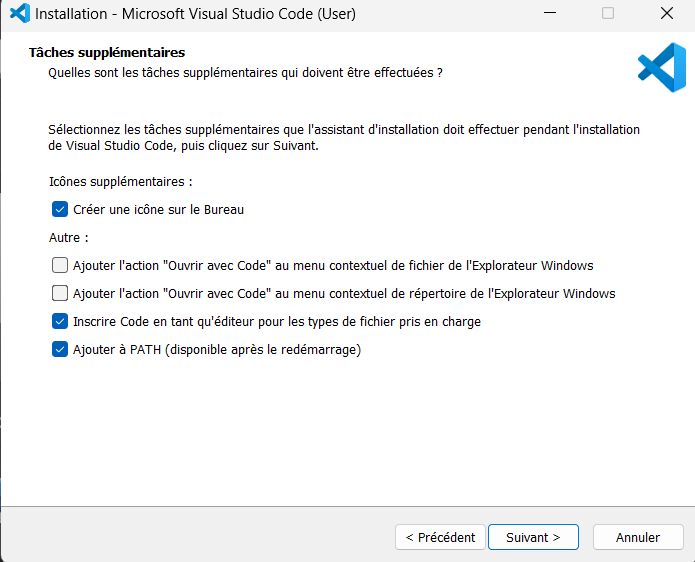 Installation - Microsoft Visual Studio Code (User)
Tâches supplémentaires
Quelles sont les tâches supplémentaires qui doivent être effectuées ?
Sélectionnez les tâches supplémentaires que l'assistant d'installation doit effectuer pendant l'installation
de Visual Studio Code, puis cliquez sur Suivant.
Icônes supplémentaires :
Créer une icône sur le Bureau
Autre :
Ajouter l'action "Ouvrir avec Code" au menu contextuel de fichier de l'Explorateur Windows
Ajouter l'action "Ouvrir avec Code" au menu contextuel de répertoire de l'Explorateur Windows
Inscrire Code en tant qu'éditeur pour les types de fichier pris en charge
Ajouter à PATH (disponible après le redémarrage)
< Précédent
Suivant >
Annuler